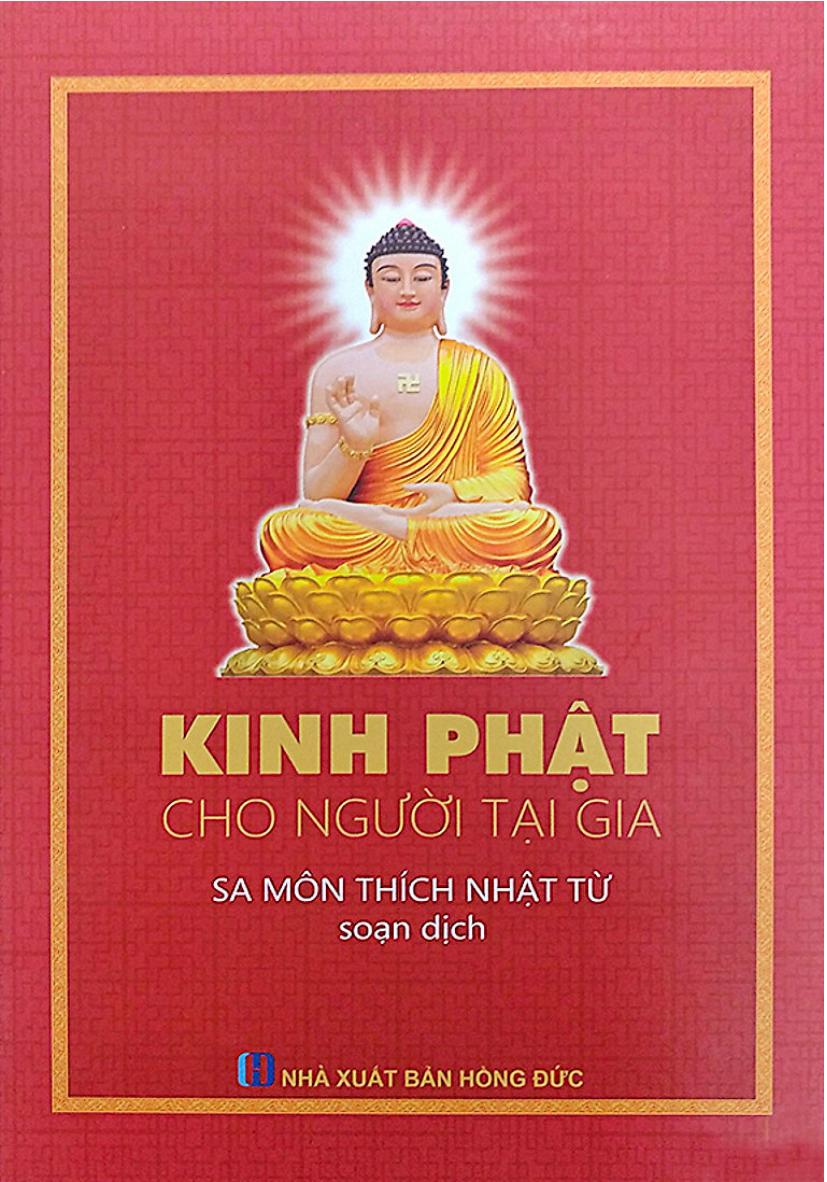 KINH PHẬT
CHO NGƯỜI TẠI GIA
SA MÔN THÍCH NHẬT TỪ
soạn dịch
NHÀ XUẤT BẢN HỒNG ĐỨC